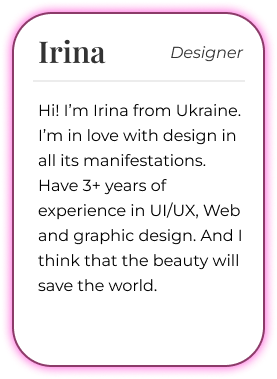 Irina Designer
Hi! I’m Irina from Ukraine.
I’m in love with design in
all its manifestations.
Have 3+ years of
experience in UI/UX, Web
and graphic design. And I
think that the beauty will
save the world.